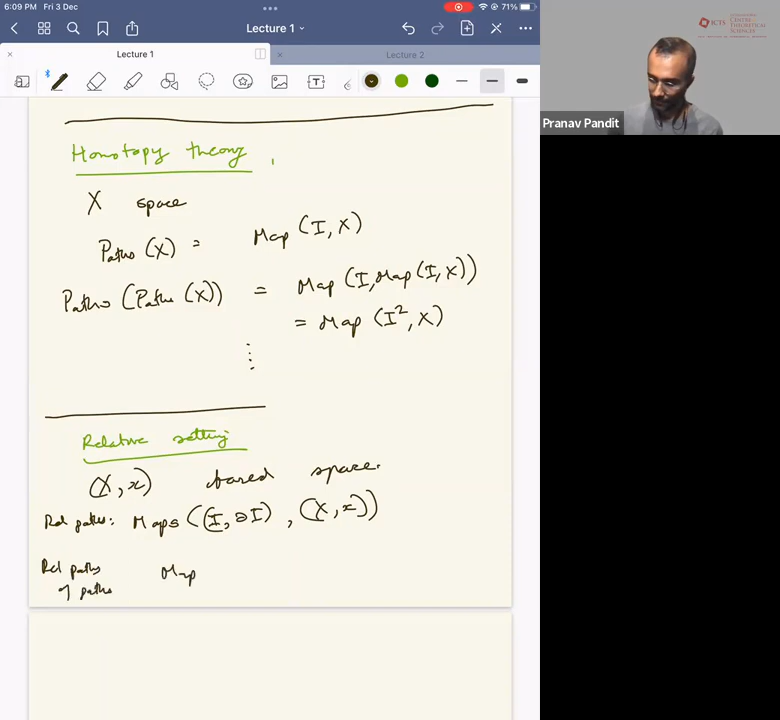 6:09 PM Fri 3 Dec
71%
Lecture 1
Lecture 1
Lecture 2
Homotopy theory
X space
Paths (X) = Map (I, X)
Paths (Paths (X)) = Map (I, Map (I, X))
= Map (I², X)
⋮
Relative setting
(X, x) based space.
Rel paths: Maps ((I, ∂I), (X, x))
Rel paths of paths Map
ICTS
Pranav Pandit